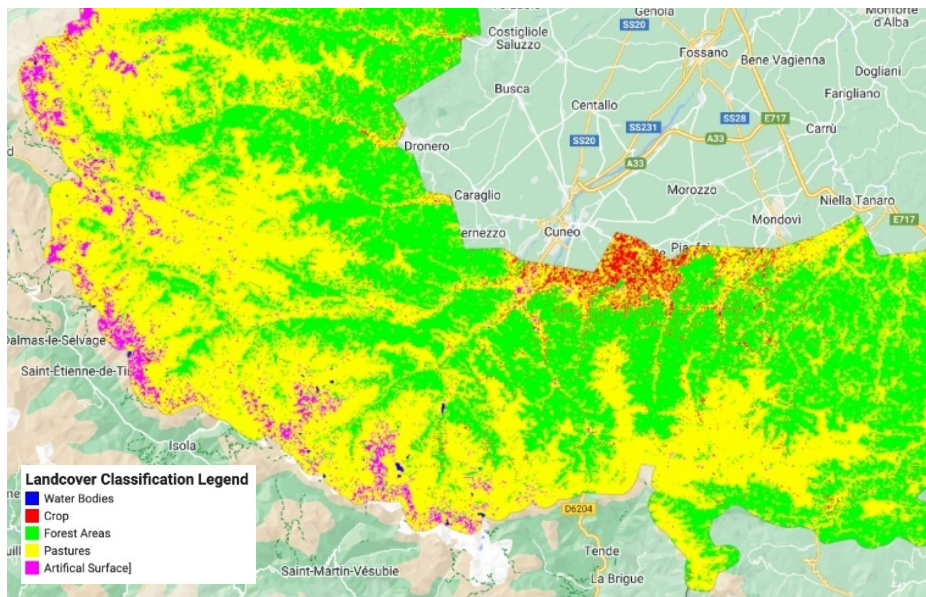 Genola
Monforte
d'Alba
SS20
Costigliole
Saluzzo
Fossano
Bene Vagienna
Dogliani
Busca
Centallo
Farigliano
SS231
SS28
E717
Carrù
SS20
A33
Dronero
A33
Caraglio
Morozzo
Niella Tanaro
Mondovì
E717
ernezzo
Cuneo
Pianfei
Dalmas-le-Selvage
Saint-Étienne-de-Ti
Isola
Landcover Classification Legend
Water Bodies
Crop
Forest Areas
Pastures
Artifical Surface]
D6204
Tende
Saint-Martin-Vésubie
La Brigue